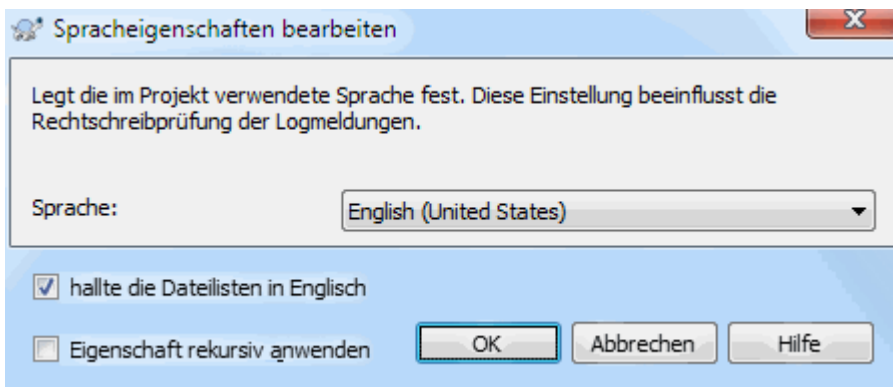 Spracheigenschaften bearbeiten
Legt die im Projekt verwendete Sprache fest. Diese Einstellung beeinflusst die
Rechtschreibprüfung der Logmeldungen.
Sprache: English (United States)
hallte die Dateilisten in Englisch
Eigenschaft rekursiv anwenden OK Abbrechen Hilfe